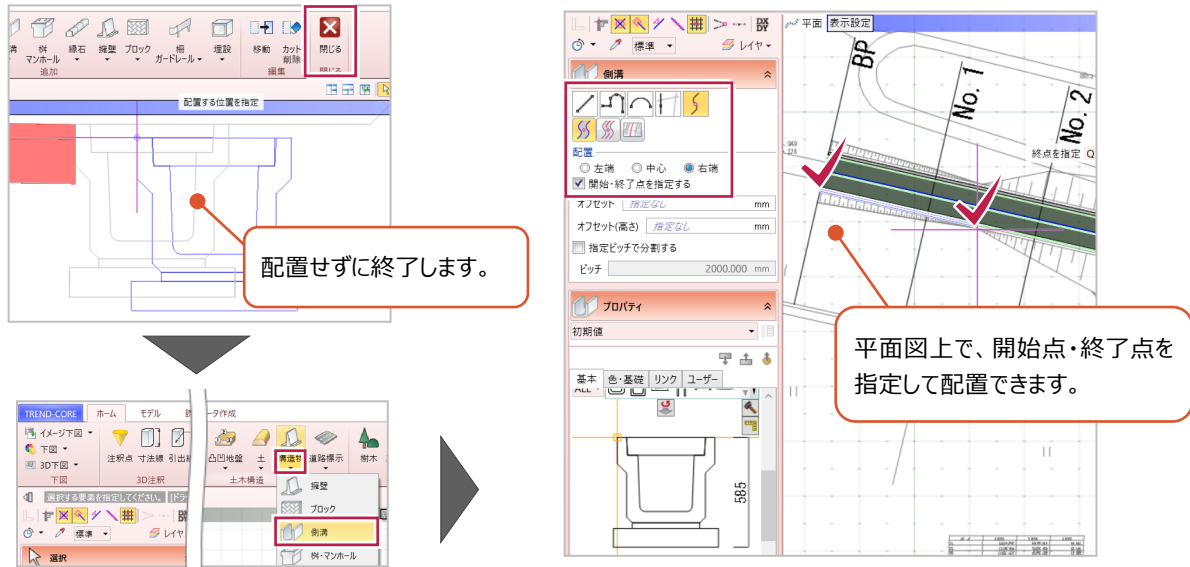 桝
マンホール
縁石
擁壁
ブロック
柵
ガードレール
埋設
移動
カット
削除
閉じる
追加
編集
配置する位置を指定
配置せずに終了します。
TREND-CORE
ホーム
モデル
ータ作成
イメージ下図
下図
3D下図
注釈点
寸法線
凸凹地盤
土
構造物
道路標示
樹木
下図
3D注釈
土木構造
擁壁
ブロック
側溝
桝・マンホール
選択する要素を指定してください。
標準
選択
平面
表示設定
標準
レイヤ
側溝
配置
左端
中心
右端
開始・終了点を指定する
オフセット
指定なし
mm
オフセット(高さ)
指定なし
mm
指定ピッチで分割する
ピッチ
2000.000 mm
プロパティ
初期値
基本
色・基礎
リンク
ユーザー
585
BP
No. 1
No. 2
終点を指定
平面図上で、開始点・終了点を
指定して配置できます。